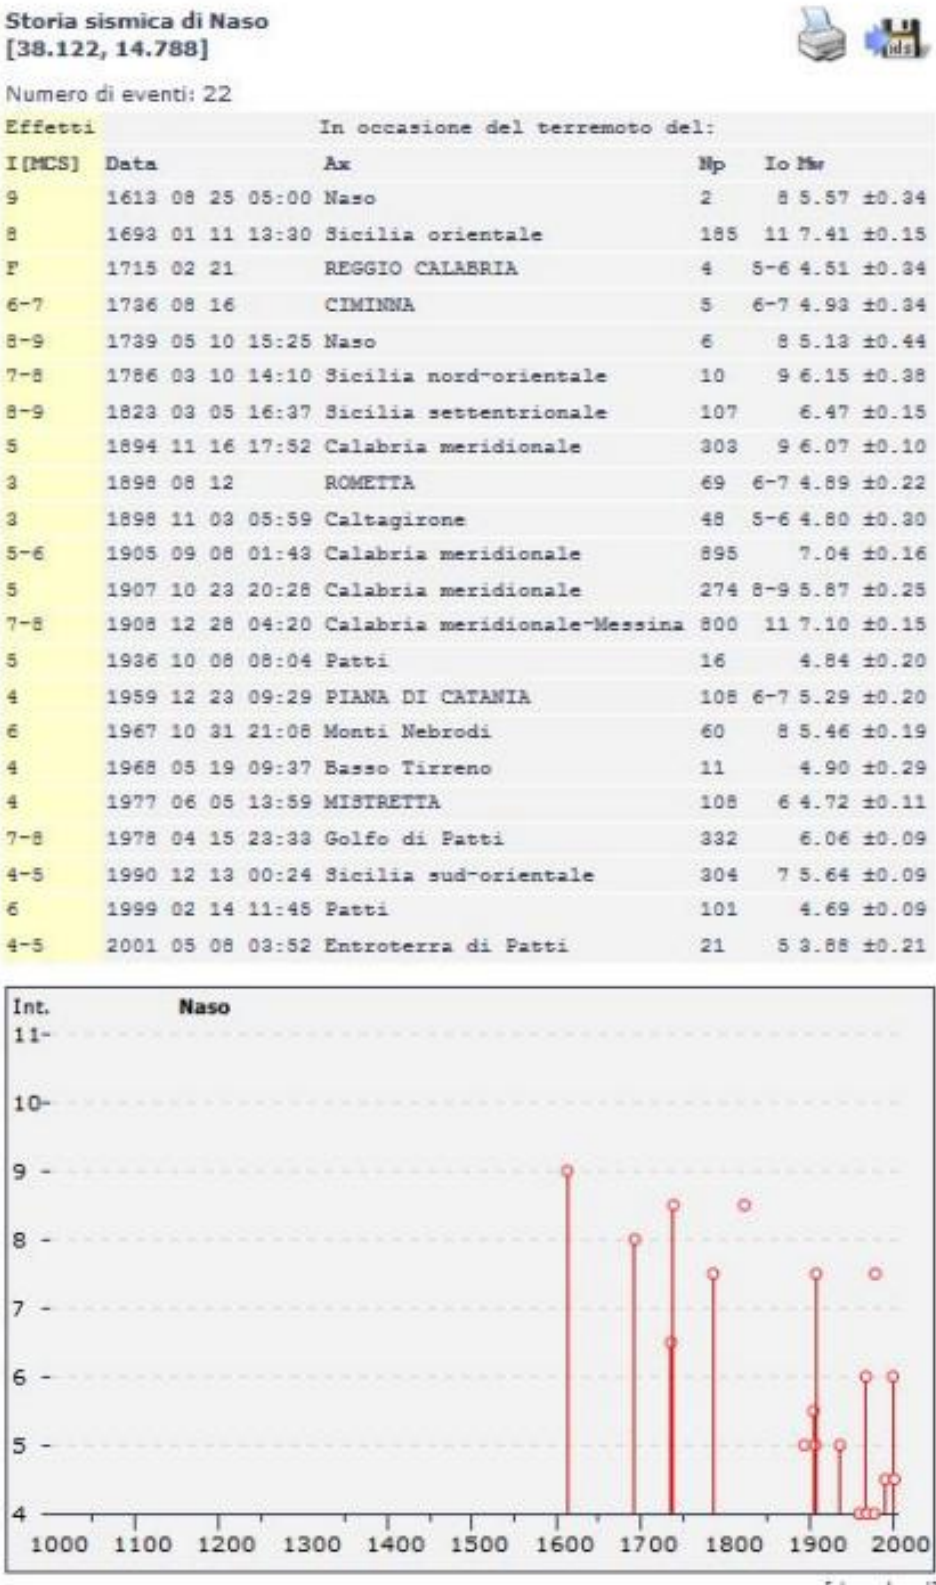 Storia sismica di Naso
[38.122, 14.788]
Numero di eventi: 22
Effetti In occasione del terremoto del:
I[MCS] Data Ax Np Io Mw
9 1613 08 25 05:00 Naso 2 8 5.57 ±0.34
8 1693 01 11 13:30 Sicilia orientale 185 11 7.41 ±0.15
F 1715 02 21 REGGIO CALABRIA 4 5-6 4.51 ±0.34
6-7 1736 08 16 CIMINNA 5 6-7 4.93 ±0.34
8-9 1739 05 10 15:25 Naso 6 8 5.13 ±0.44
7-8 1786 03 10 14:10 Sicilia nord-orientale 10 9 6.15 ±0.38
8-9 1823 03 05 16:37 Sicilia settentrionale 107 6.47 ±0.15
5 1894 11 16 17:52 Calabria meridionale 303 9 6.07 ±0.10
3 1898 08 12 ROMETTA 69 6-7 4.89 ±0.22
3 1898 11 03 05:59 Caltagirone 48 5-6 4.80 ±0.30
5-6 1905 09 08 01:43 Calabria meridionale 895 7.04 ±0.16
5 1907 10 23 20:28 Calabria meridionale 274 8-9 5.87 ±0.25
7-8 1908 12 28 04:20 Calabria meridionale-Messina 800 11 7.10 ±0.15
5 1936 10 08 08:04 Patti 16 4.84 ±0.20
4 1959 12 23 09:29 PIANA DI CATANIA 108 6-7 5.29 ±0.20
6 1967 10 31 21:08 Monti Nebrodi 60 8 5.46 ±0.19
4 1968 05 19 09:37 Basso Tirreno 11 4.90 ±0.29
4 1977 06 05 13:59 MISTRETTA 108 6 4.72 ±0.11
7-8 1978 04 15 23:33 Golfo di Patti 332 6.06 ±0.09
4-5 1990 12 13 00:24 Sicilia sud-orientale 304 7 5.64 ±0.09
6 1999 02 14 11:45 Patti 101 4.69 ±0.09
4-5 2001 05 08 03:52 Entroterra di Patti 21 5 3.88 ±0.21
Int. Naso
11
10
9
8
7
6
5
4
1000 1100 1200 1300 1400 1500 1600 1700 1800 1900 2000